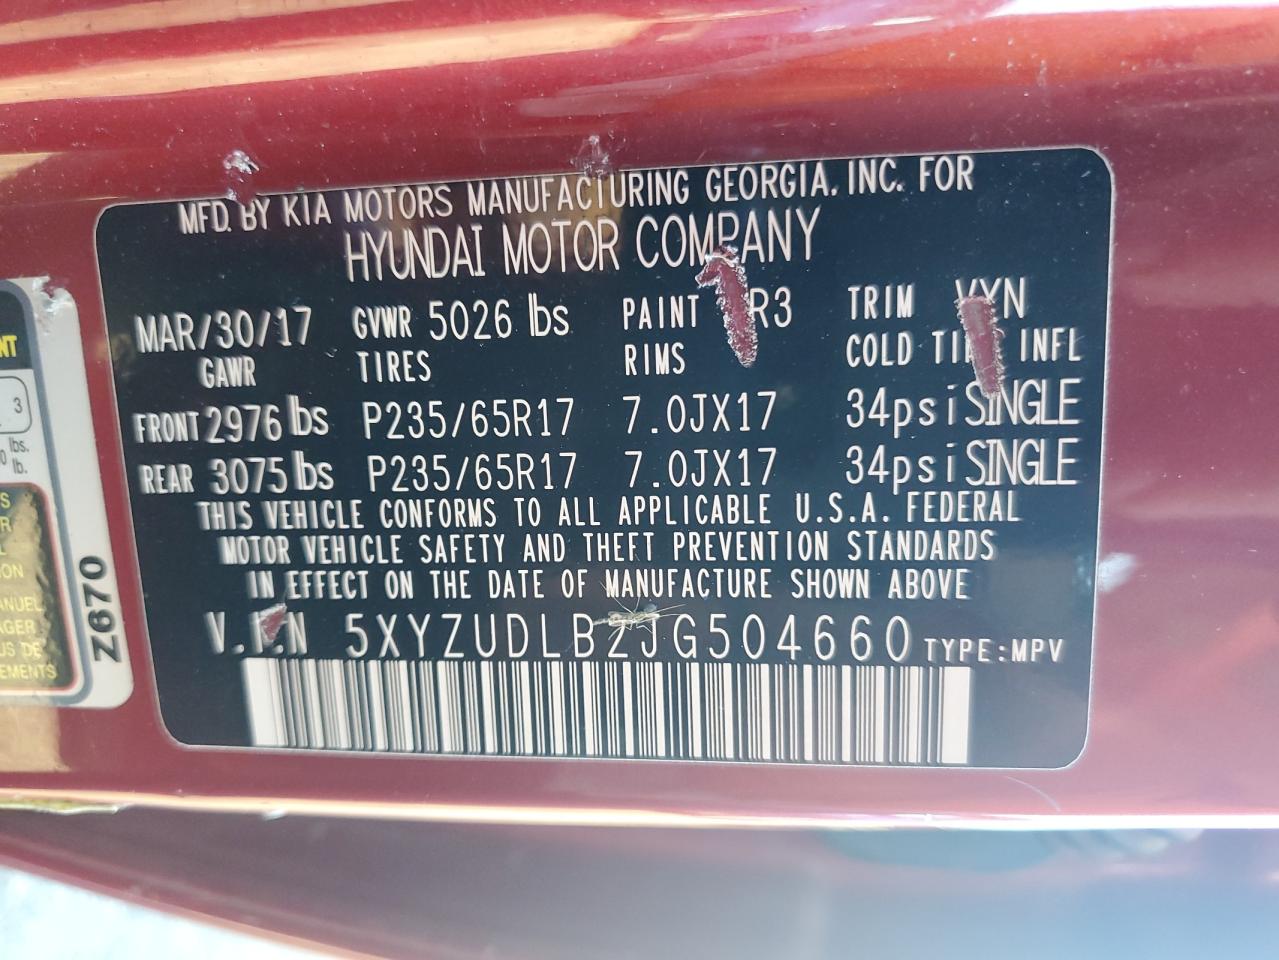 MFD. BY KIA MOTORS MANUFACTURING GEORGIA, INC. FOR
HYUNDAI MOTOR COMPANY
MAR/30/17 GVWR 5026 lbs PAINT TRIM
GAWR TIRES RIMS COLD INFL
FRONT 2976 lbs P235/65R17 7.0JX17 34psi SINGLE
REAR 3075 lbs P235/65R17 7.0JX17 34psi SINGLE
THIS VEHICLE CONFORMS TO ALL APPLICABLE U.S.A. FEDERAL
MOTOR VEHICLE SAFETY AND THEFT PREVENTION STANDARDS
IN EFFECT ON THE DATE OF MANUFACTURE SHOWN ABOVE
V.I.N 5XYZUDLB2JG504660 TYPE:MPV
3
lbs.
lb.
Z670